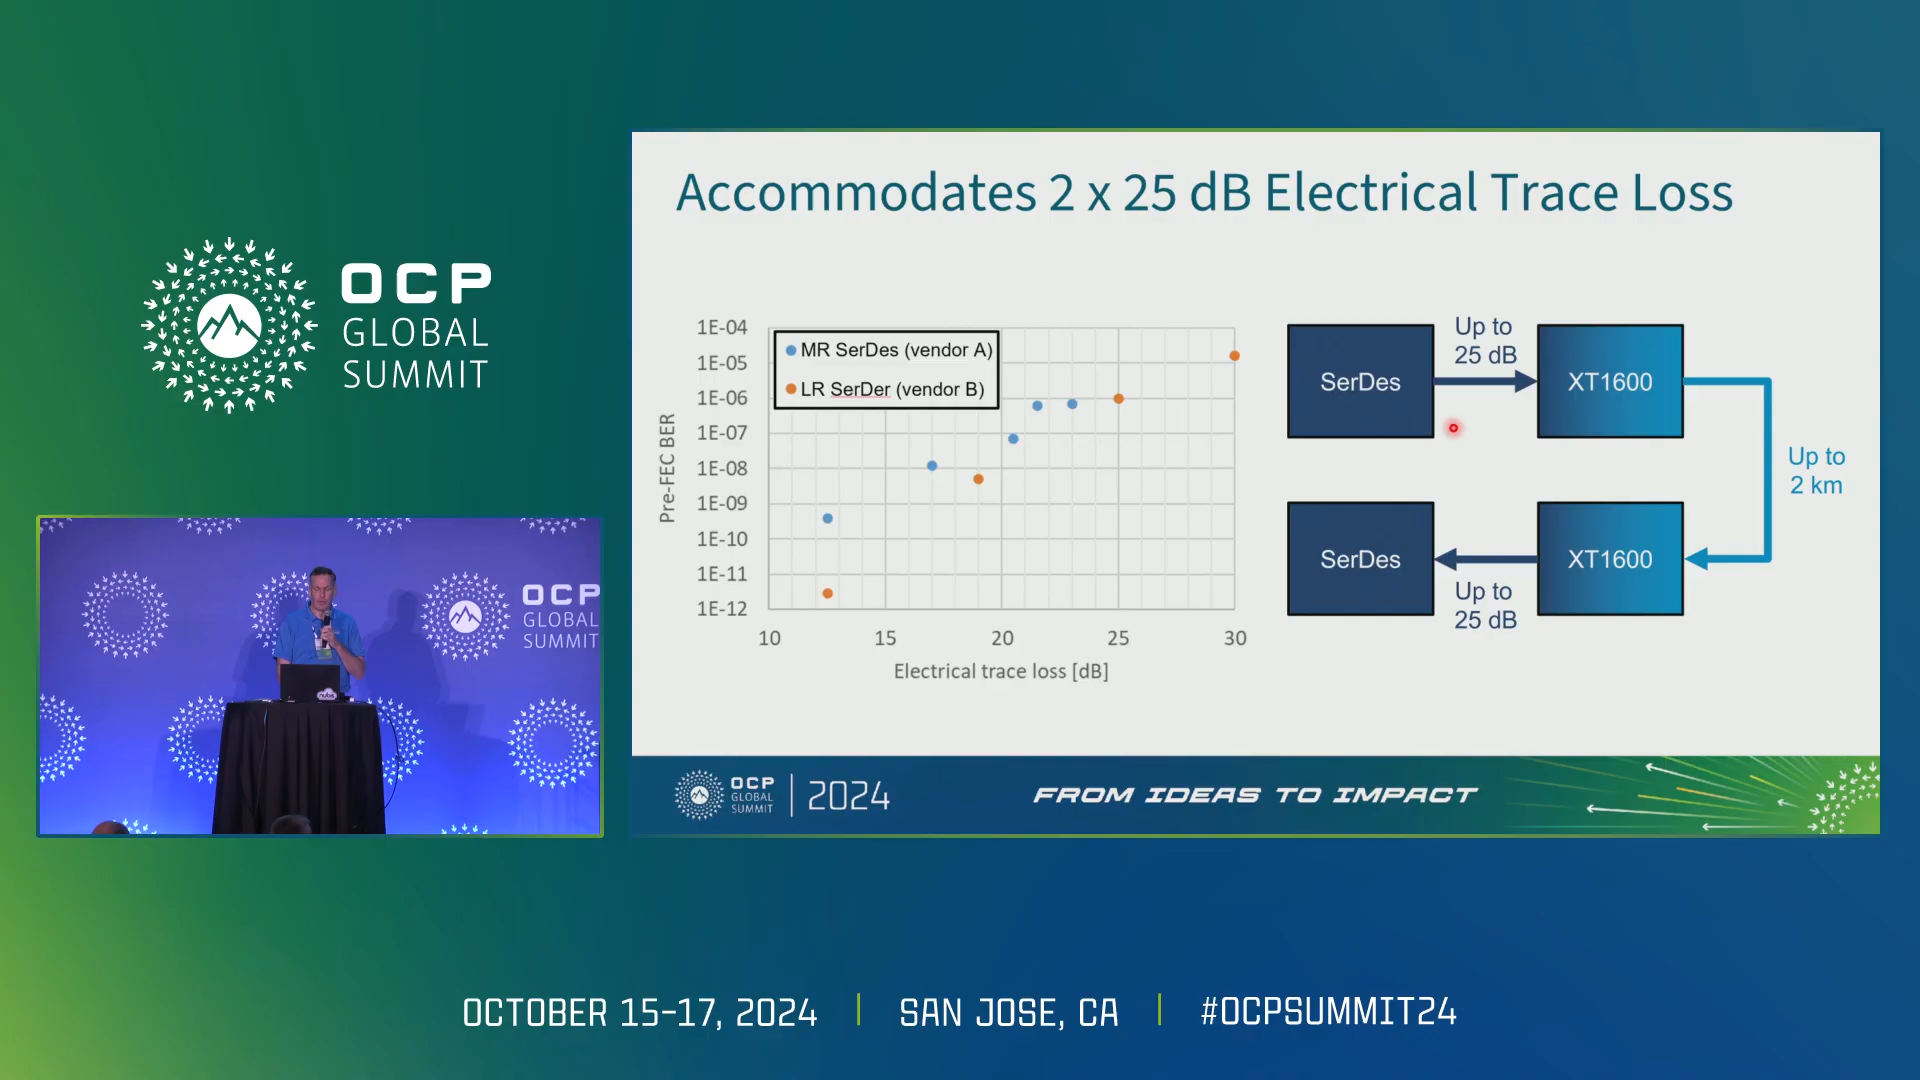 OCP
GLOBAL
SUMMIT
OCP
GLOBAL
SUMMIT
nubis
Accommodates 2 x 25 dB Electrical Trace Loss
Pre-FEC BER
1E-04
1E-05
1E-06
1E-07
1E-08
1E-09
1E-10
1E-11
1E-12
MR SerDes (vendor A)
LR SerDer (vendor B)
10 15 20 25 30
Electrical trace loss [dB]
SerDes
Up to
25 dB
XT1600
Up to
2 km
SerDes
Up to
25 dB
XT1600
OCP
GLOBAL
SUMMIT
2024
FROM IDEAS TO IMPACT
OCTOBER 15-17, 2024
SAN JOSE, CA
#OCPSUMMIT24